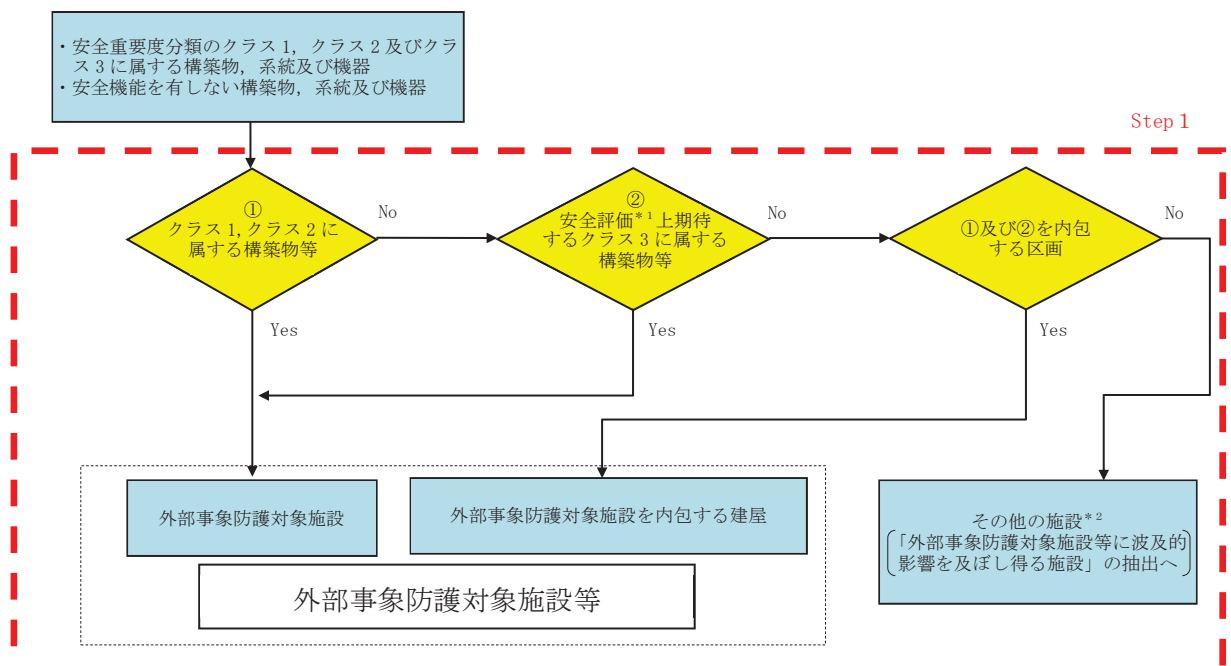 ・安全重要度分類のクラス1，クラス2及びクラ
ス3に属する構築物，系統及び機器
・安全機能を有しない構築物，系統及び機器
Step 1
①
クラス1,クラス2に
属する構築物等
No
②
安全評価*1上期待
するクラス3に属する
構築物等
No
①及び②を内包
する区画
No
Yes
Yes
Yes
外部事象防護対象施設
外部事象防護対象施設を内包する建屋
その他の施設*2
「外部事象防護対象施設等に波及的
影響を及ぼし得る施設」の抽出へ
外部事象防護対象施設等